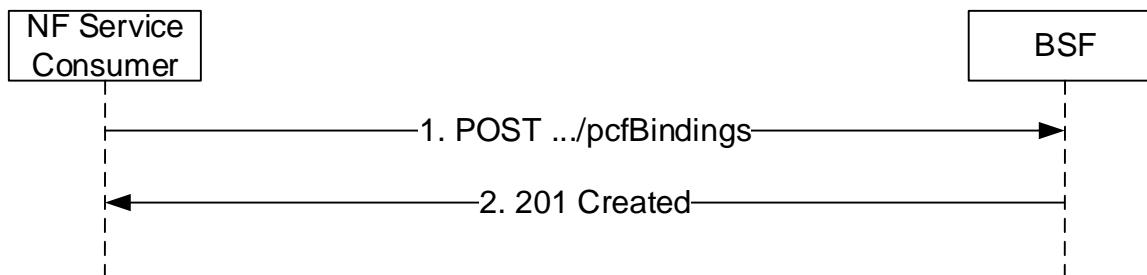 NF Service
Consumer
BSF
1. POST .../pcfBindings
2. 201 Created